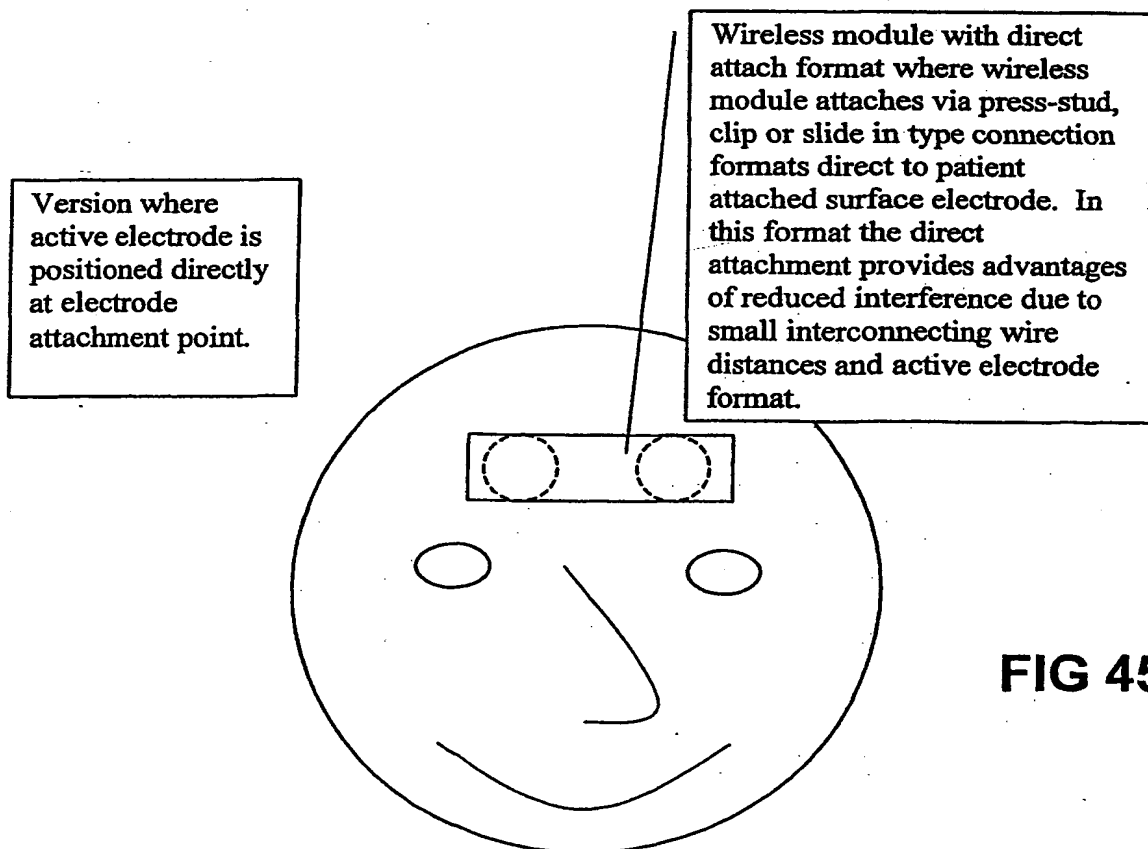 Version where
active electrode is
positioned directly
at electrode
attachment point.
Wireless module with direct
attach format where wireless
module attaches via press-stud,
clip or slide in type connection
formats direct to patient
attached surface electrode. In
this format the direct
attachment provides advantages
of reduced interference due to
small interconnecting wire
distances and active electrode
format.
FIG 45